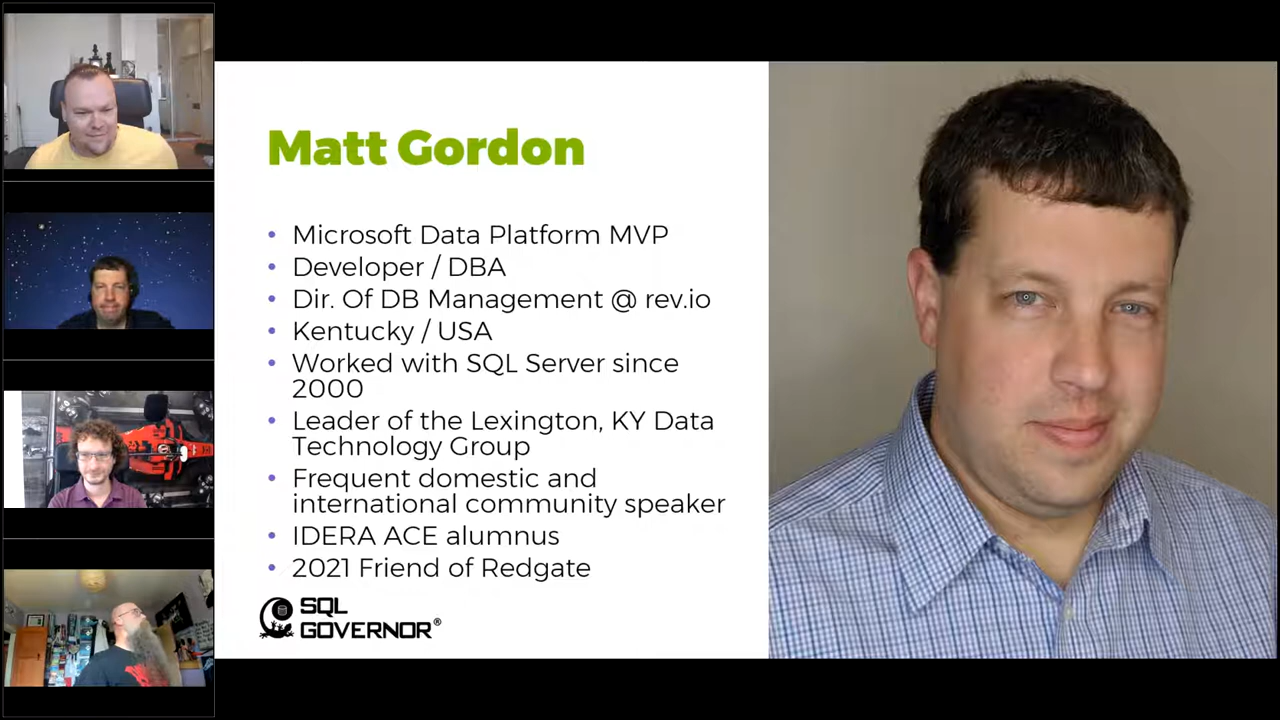 Matt Gordon
• Microsoft Data Platform MVP
• Developer / DBA
• Dir. Of DB Management @ rev.io
• Kentucky / USA
• Worked with SQL Server since
2000
• Leader of the Lexington, KY Data
Technology Group
• Frequent domestic and
international community speaker
• IDERA ACE alumnus
• 2021 Friend of Redgate
SQL
GOVERNOR®